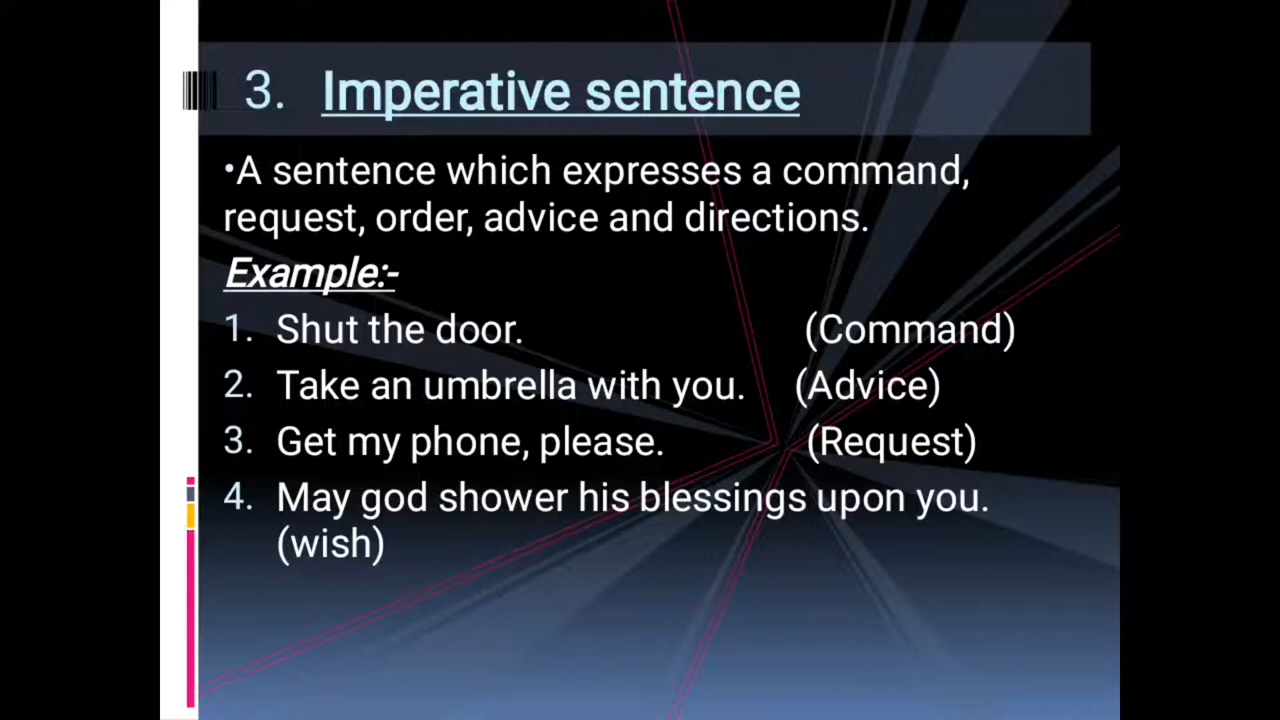 3. Imperative sentence
•A sentence which expresses a command,
request, order, advice and directions.
Example:-
1. Shut the door. (Command)
2. Take an umbrella with you. (Advice)
3. Get my phone, please. (Request)
4. May god shower his blessings upon you.
(wish)